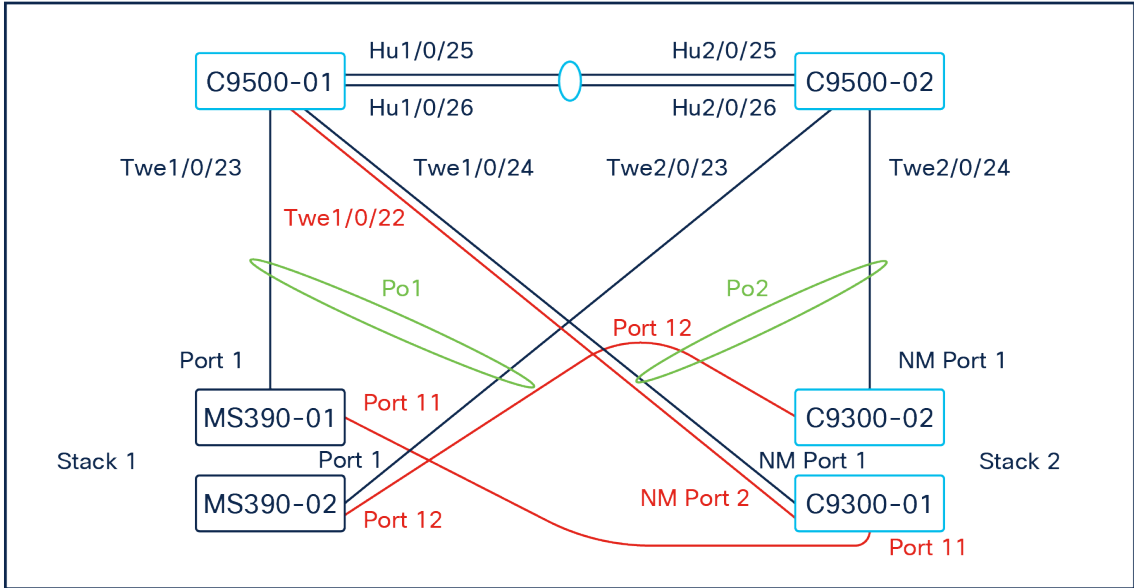 Hu1/0/25
Hu2/0/25
C9500-01
C9500-02
Hu1/0/26
Hu2/0/26
Twe1/0/23
Twe1/0/24
Twe2/0/23
Twe2/0/24
Twe1/0/22
Po1
Po2
Port 12
Port 1
NM Port 1
Port 11
MS390-01
C9300-02
Stack 1
Port 1
NM Port 1
Stack 2
MS390-02
NM Port 2
C9300-01
Port 12
Port 11